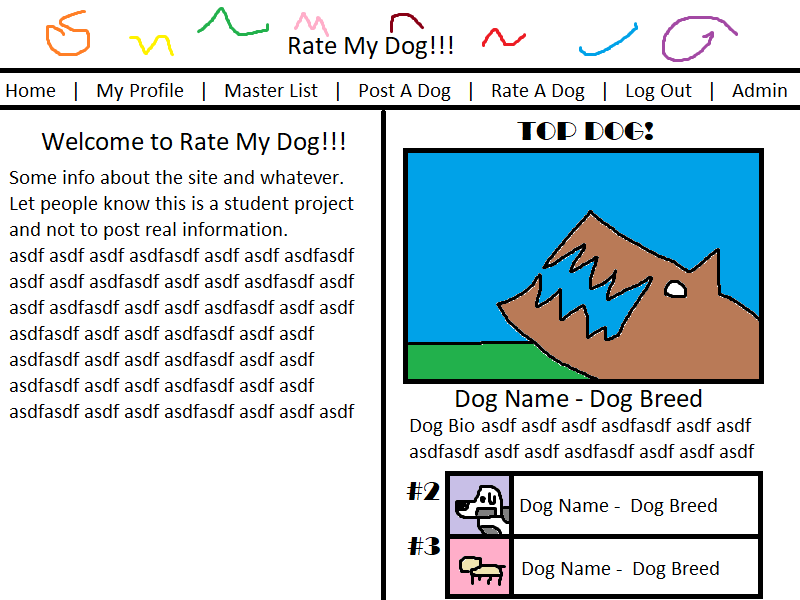 Rate My Dog!!!
Home | My Profile | Master List | Post A Dog | Rate A Dog | Log Out | Admin
Welcome to Rate My Dog!!!
Some info about the site and whatever.
Let people know this is a student project
and not to post real information.
asdf asdf asdf asdfasdf asdf asdf asdfasdf
asdf asdf asdfasdf asdf asdf asdfasdf asdf
asdf asdfasdf asdf asdf asdfasdf asdf asdf
asdfasdf asdf asdf asdfasdf asdf asdf
asdfasdf asdf asdf asdfasdf asdf asdf
asdfasdf asdf asdf asdfasdf asdf asdf
asdfasdf asdf asdf asdfasdf asdf asdf asdf
TOP DOG!
Dog Name - Dog Breed
Dog Bio asdf asdf asdf asdfasdf asdf asdf
asdfasdf asdf asdf asdfasdf asdf asdf asdf
#2 Dog Name - Dog Breed
#3 Dog Name - Dog Breed